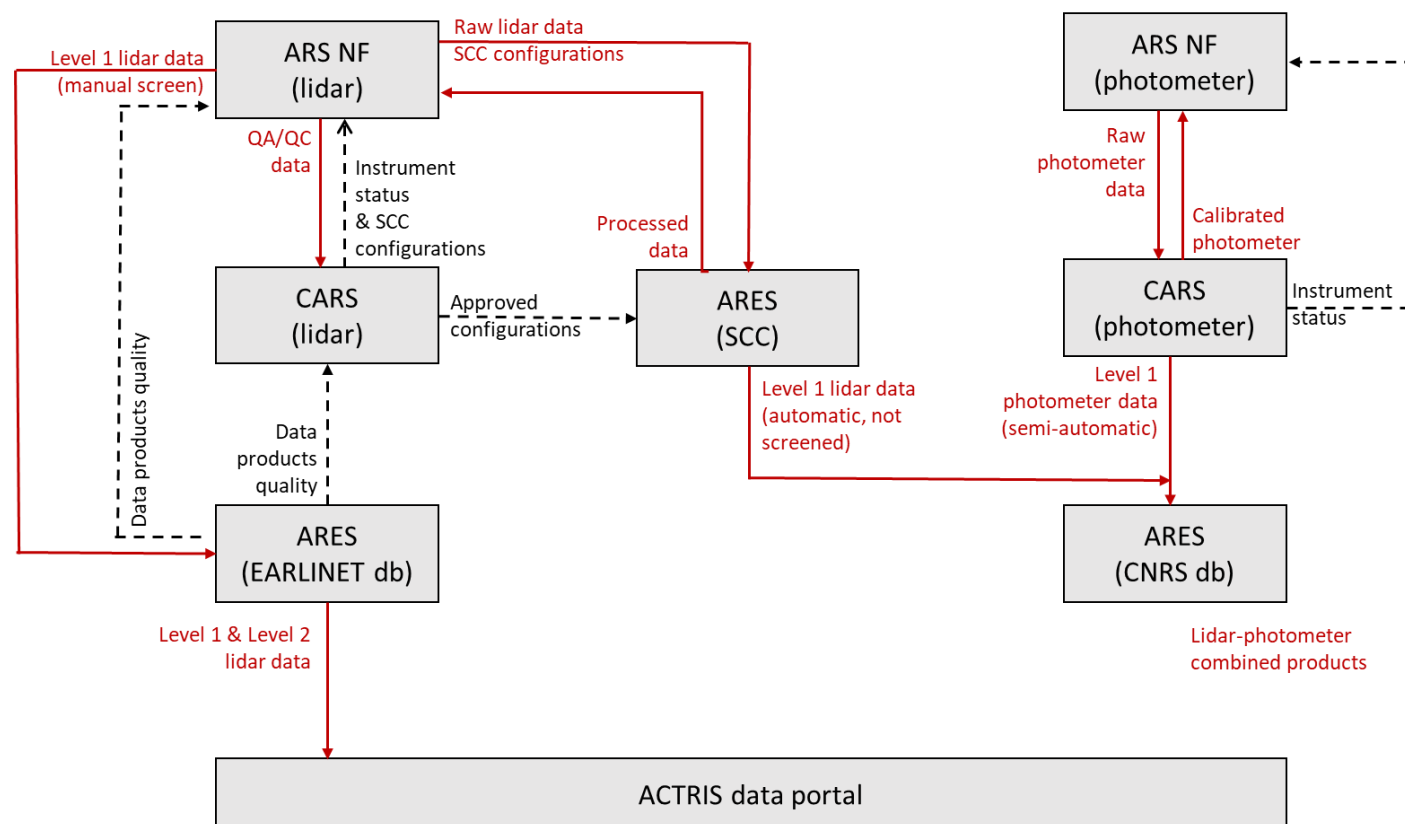 ARS NF
(lidar)
Raw lidar data
SCC configurations
ARS NF
(photometer)
Level 1 lidar data
(manual screen)
QA/QC
data
Instrument
status
& SCC
configurations
Raw
photometer
data
Processed
data
Calibrated
photometer
CARS
(lidar)
Approved
configurations
ARES
(SCC)
CARS
(photometer)
Instrument
status
Data products quality
Data
products
quality
Level 1 lidar data
(automatic, not
screened)
Level 1
photometer data
(semi-automatic)
ARES
(EARLINET db)
ARES
(CNRS db)
Level 1 & Level 2
lidar data
Lidar-photometer
combined products
ACTRIS data portal